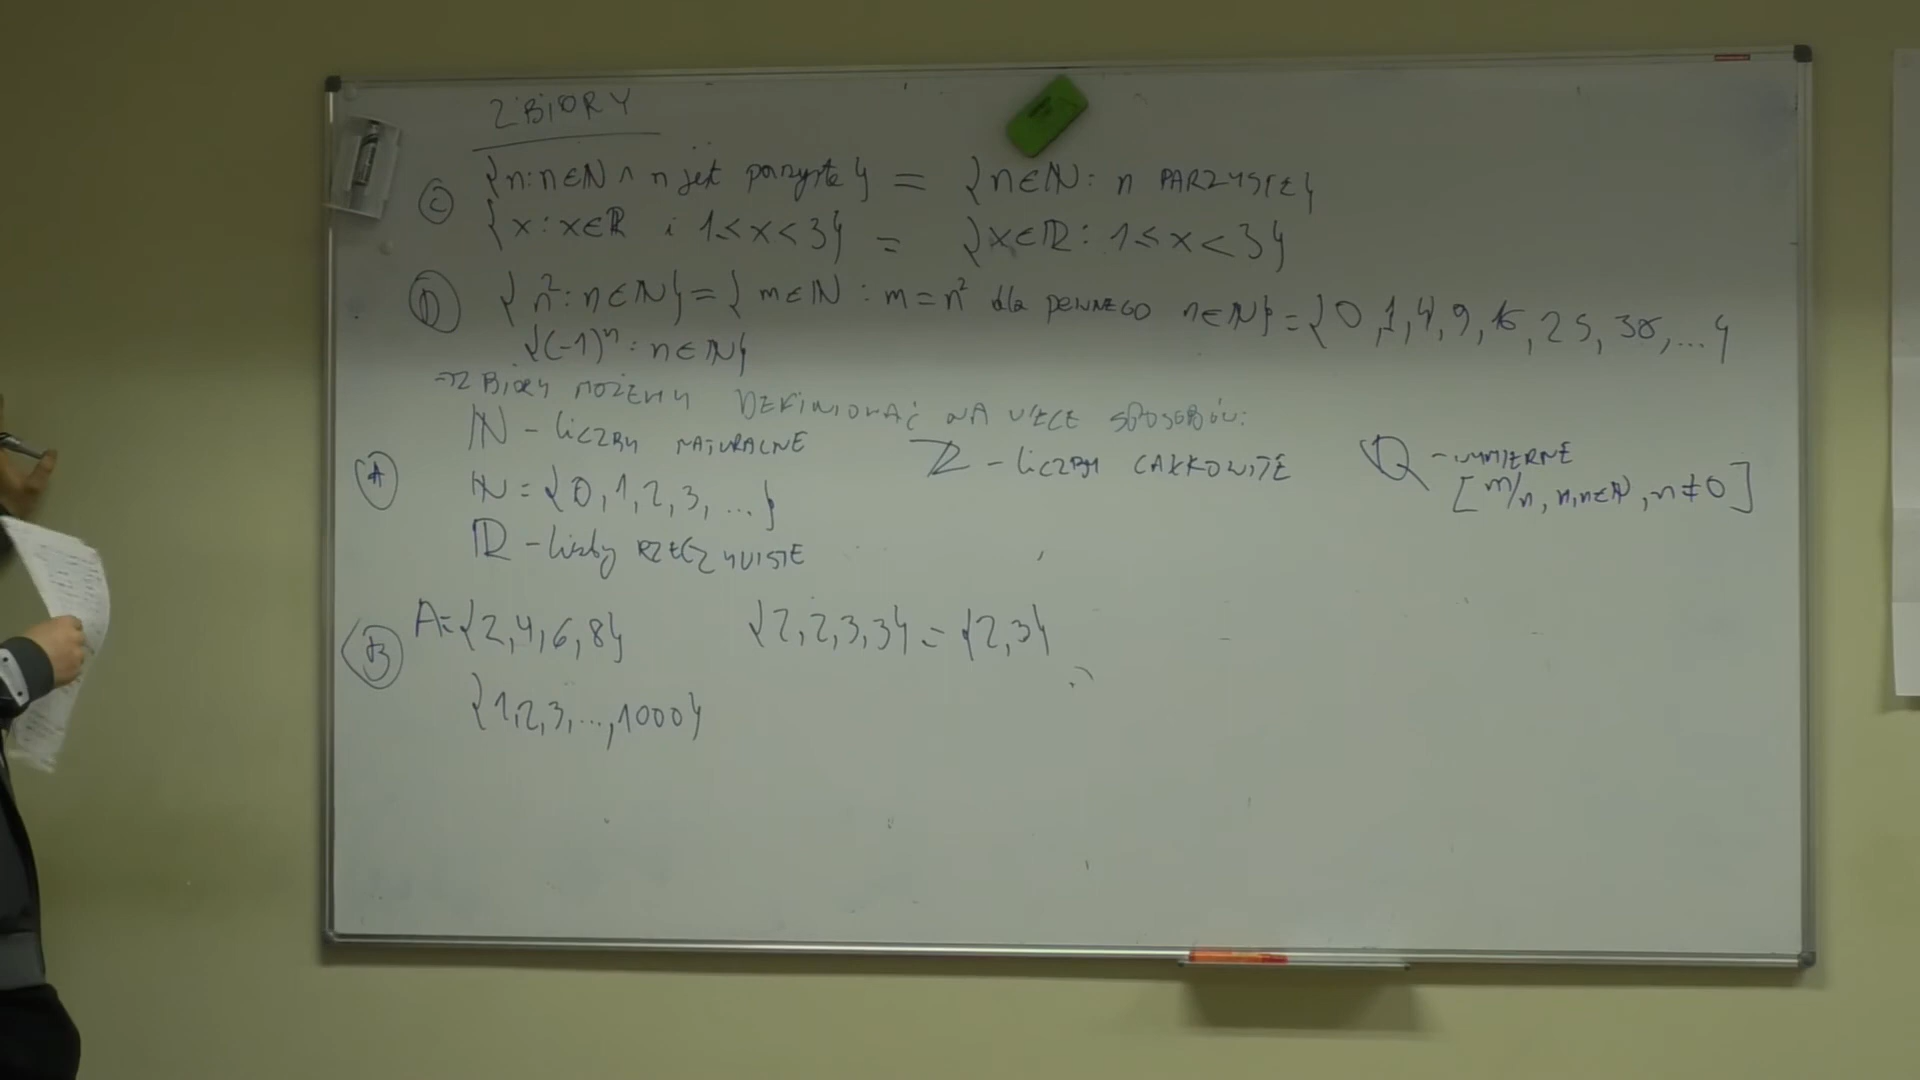 ZBIORY
Ⓒ {n: n∈ℕ ∧ n jest parzyste} = {n∈ℕ: n PARZYSTE}
{x: x∈ℝ i 1≤x<3} = {x∈ℝ: 1≤x<3}
Ⓓ {n²: n∈ℕ} = {m∈ℕ: m=n² dla pewnego n∈ℕ} = {0,1,4,9,16,25,36,...}
{(-1)ⁿ: n∈ℕ}
→ZBIORY MOŻEMY DEFINIOWAĆ NA WIELE SPOSOBÓW:
ℕ - liczby NATURALNE ℤ - liczby CAŁKOWITE ℚ - WYMIERNE
Ⓐ ℕ = {0,1,2,3,...} [m/n, n,n∈ℕ, n≠0]
ℝ - liczby RZECZYWISTE
Ⓑ A={2,4,6,8} {2,2,3,3} = {2,3}
{1,2,3,...,1000}